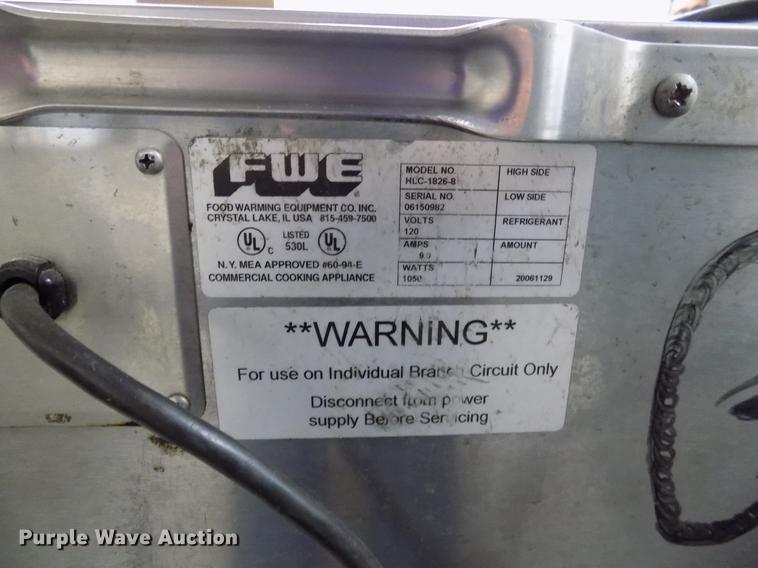 FWE
FOOD WARMING EQUIPMENT CO. INC.
CRYSTAL LAKE, IL USA 815-459-7500
UL C LISTED 530L UL
N.Y. MEA APPROVED #60-94-E
COMMERCIAL COOKING APPLIANCE
MODEL NO. HIGH SIDE
HLC-1826-8
SERIAL NO. LOW SIDE
06150982
VOLTS REFRIGERANT
120
AMPS AMOUNT
WATTS
1050 20061129
**WARNING**
For use on Individual Branch Circuit Only
Disconnect from power
supply Before Servicing
Purple Wave Auction